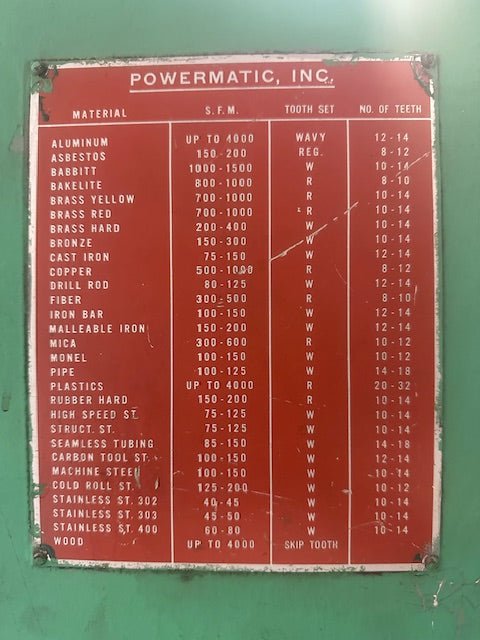 POWERMATIC, INC.
MATERIAL S.F.M. TOOTH SET NO. OF TEETH
ALUMINUM UP TO 4000 WAVY 12-14
ASBESTOS 150-200 REG. 8-12
BABBITT 1000-1500 W 10-14
BAKELITE 800-1000 R 8-10
BRASS YELLOW 700-1000 R 10-14
BRASS RED 700-1000 R 10-14
BRASS HARD 200-400 W 10-14
BRONZE 150-300 W 10-14
CAST IRON 75-150 W 12-14
COPPER 500-1000 R 8-12
DRILL ROD 80-125 W 12-14
FIBER 300-500 R 8-10
IRON BAR 100-150 W 12-14
MALLEABLE IRON 150-200 W 12-14
MICA 300-600 R 10-12
MONEL 100-150 W 10-12
PIPE 100-125 W 14-18
PLASTICS UP TO 4000 R 20-32
RUBBER HARD 150-200 R 10-14
HIGH SPEED ST. 75-125 W 10-14
STRUCT. ST. 75-125 W 10-14
SEAMLESS TUBING 85-150 W 14-18
CARBON TOOL ST. 100-150 W 12-14
MACHINE STEEL 100-150 W 10-14
COLD ROLL ST. 125-200 W 10-12
STAINLESS ST. 302 40-45 W 10-14
STAINLESS ST. 303 45-50 W 10-14
STAINLESS ST. 400 60-80 W 10-14
WOOD UP TO 4000 SKIP TOOTH